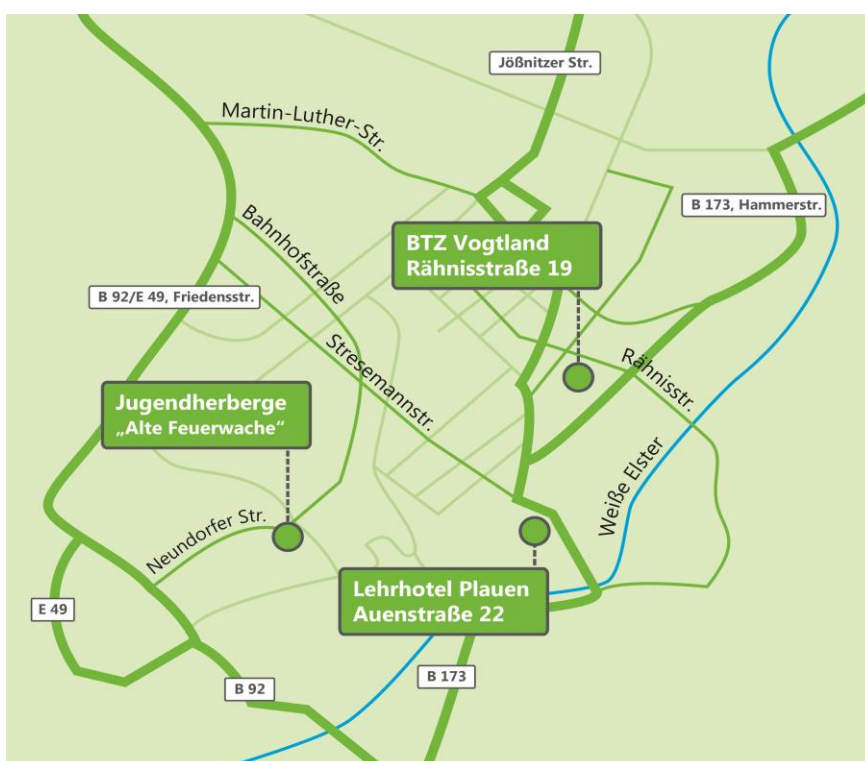 Jößnitzer Str.
Martin-Luther-Str.
B 173, Hammerstr.
Bahnhofstraße
BTZ Vogtland
Rähnisstraße 19
B 92/E 49, Friedensstr.
Stresemannstr.
Rähnisstr.
Jugendherberge
„Alte Feuerwache“
Weiße Elster
Neundorfer Str.
Lehrhotel Plauen
Auenstraße 22
E 49
B 173
B 92